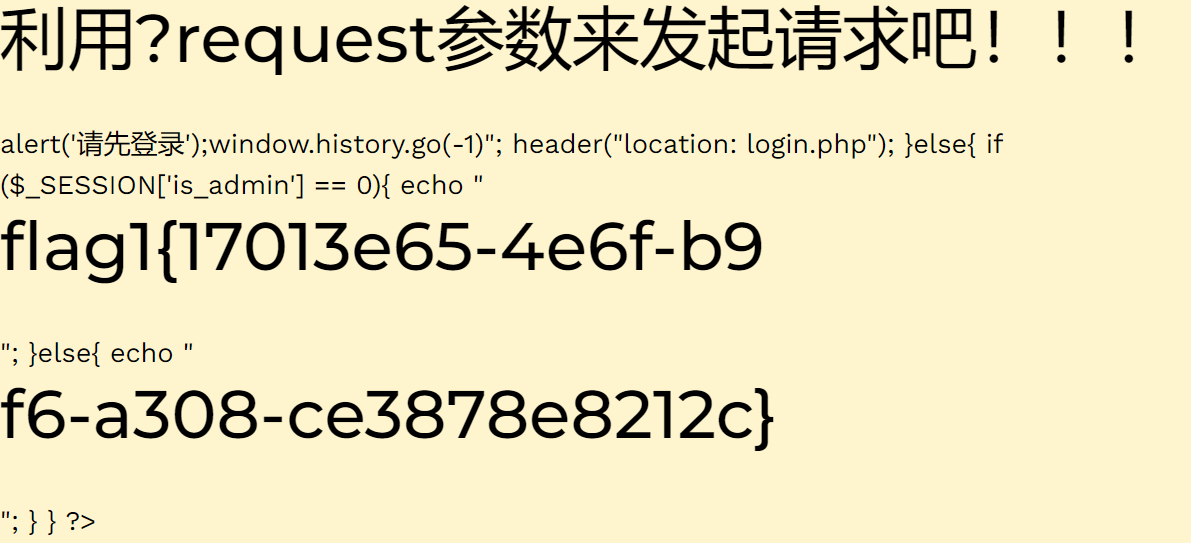 利用?request参数来发起请求吧！！！
alert('请先登录');window.history.go(-1)"; header("location: login.php"); }else{ if
($_SESSION['is_admin'] == 0){ echo "
flag1{17013e65-4e6f-b9
"; }else{ echo "
f6-a308-ce3878e8212c}
"; } } ?>